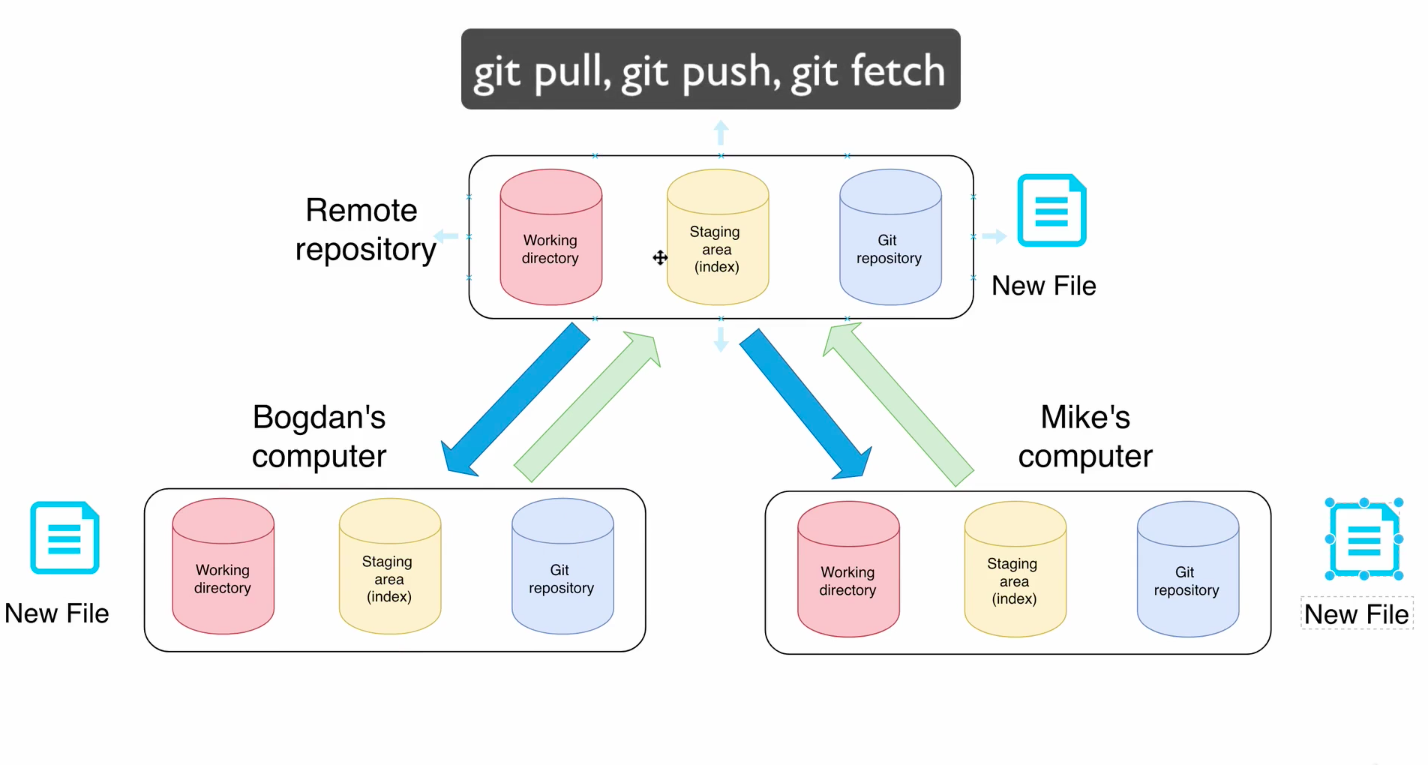 git pull, git push, git fetch
Remote
repository
Working
directory
Staging
area
(index)
Git
repository
New File
Bogdan's
computer
Mike's
computer
New File
Working
directory
Staging
area
(index)
Git
repository
Working
directory
Staging
area
(index)
Git
repository
New File